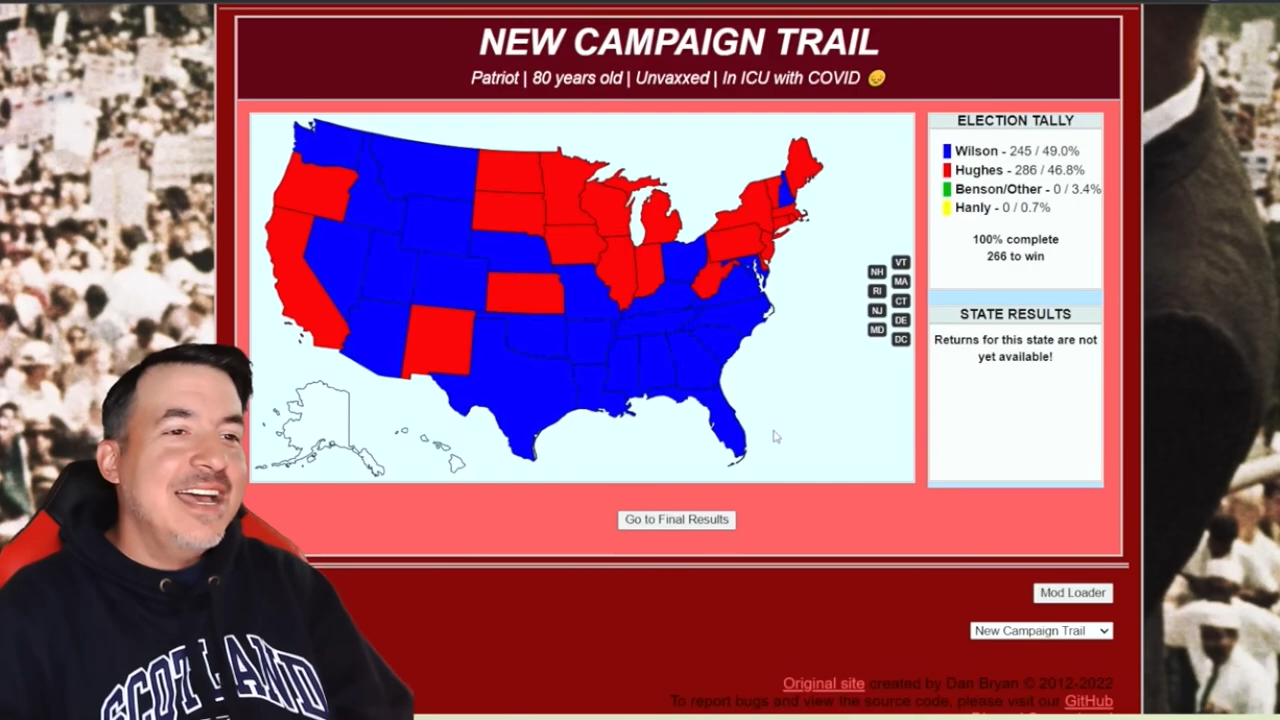 NEW CAMPAIGN TRAIL
Patriot | 80 years old | Unvaxxed | In ICU with COVID 😔
ELECTION TALLY
Wilson - 245 / 49.0%
Hughes - 286 / 46.8%
Benson/Other - 0 / 3.4%
Hanly - 0 / 0.7%
100% complete
266 to win
STATE RESULTS
Returns for this state are not
yet available!
VT
NH
MA
RI
CT
NJ
DE
MD
DC
Go to Final Results
Mod Loader
New Campaign Trail
Original site created by Dan Bryan © 2012-2022
To report bugs and view the source code, please visit our GitHub
SCOTLAND